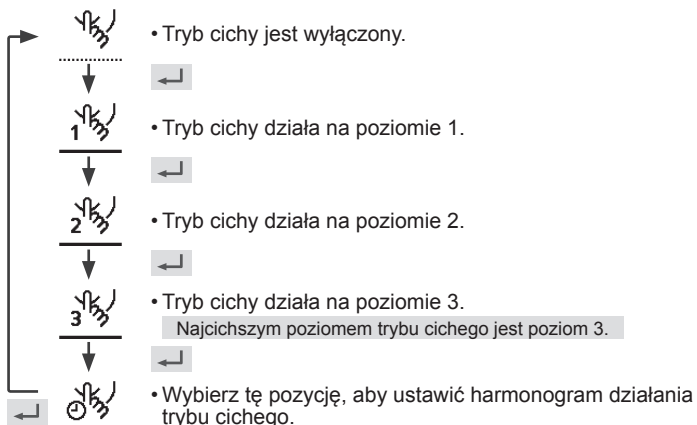 • Tryb cichy jest wyłączony.
1
• Tryb cichy działa na poziomie 1.
2
• Tryb cichy działa na poziomie 2.
3
• Tryb cichy działa na poziomie 3.
Najcichszym poziomem trybu cichego jest poziom 3.
• Wybierz tę pozycję, aby ustawić harmonogram działania
trybu cichego.